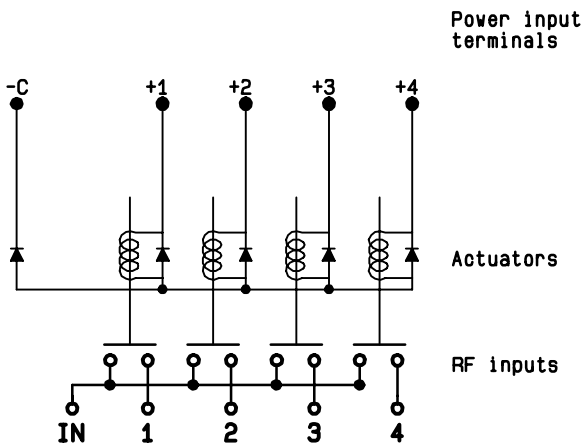 Power input
terminals
-C +1 +2 +3 +4
Actuators
RF inputs
IN 1 2 3 4